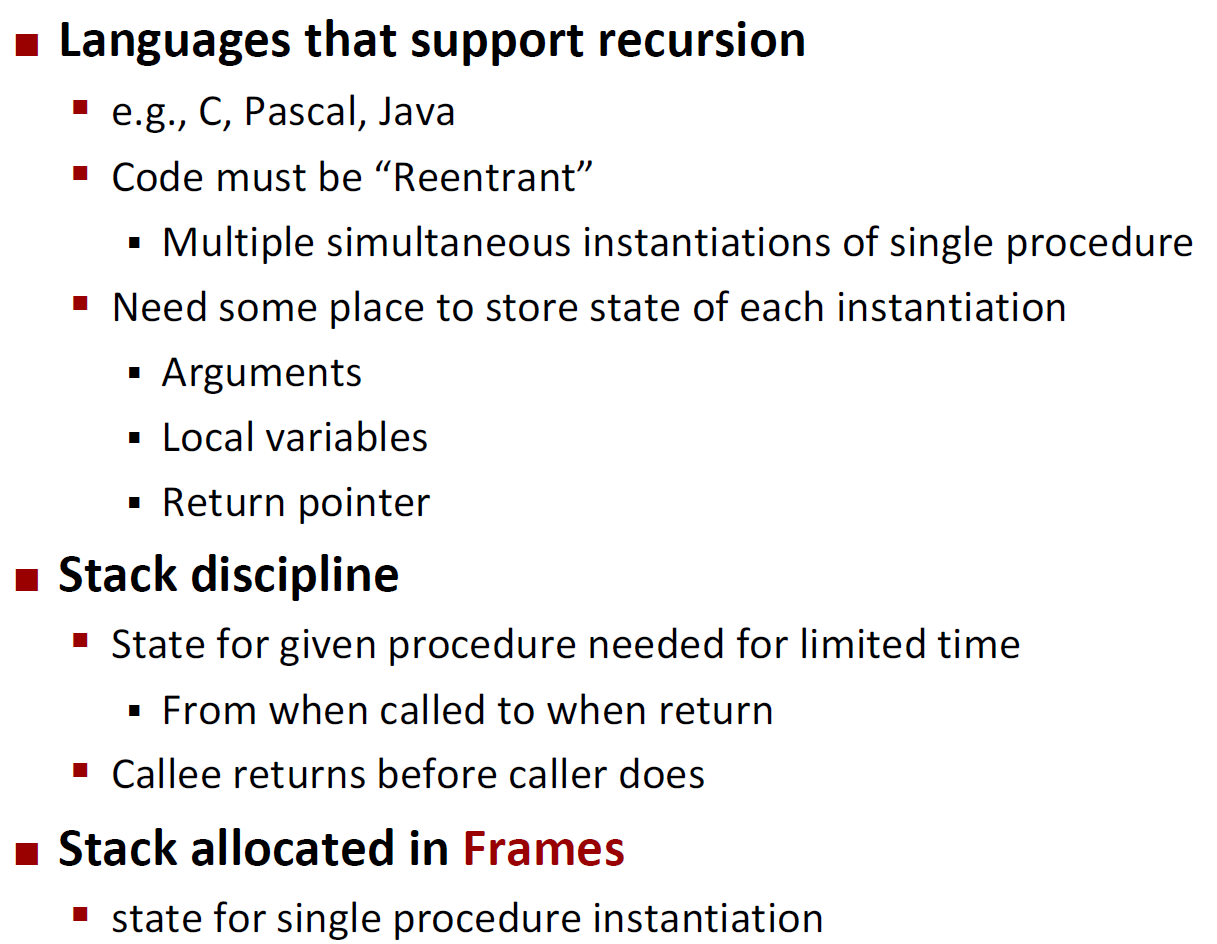 Languages that support recursion
e.g., C, Pascal, Java
Code must be “Reentrant”
Multiple simultaneous instantiations of single procedure
Need some place to store state of each instantiation
Arguments
Local variables
Return pointer
Stack discipline
State for given procedure needed for limited time
From when called to when return
Callee returns before caller does
Stack allocated in Frames
state for single procedure instantiation